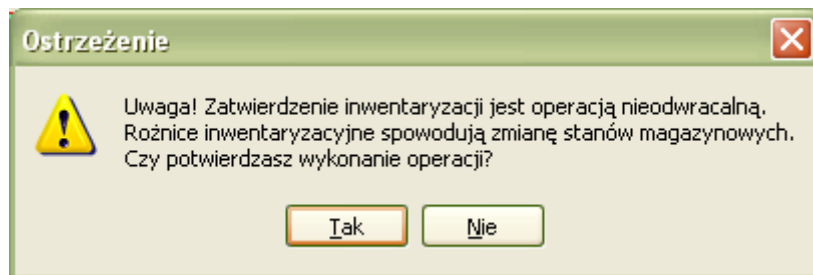 Ostrzeżenie
Uwaga! Zatwierdzenie inwentaryzacji jest operacją nieodwracalną.
Rożnice inwentaryzacyjne spowodują zmianę stanów magazynowych.
Czy potwierdzasz wykonanie operacji?
Tak Nie